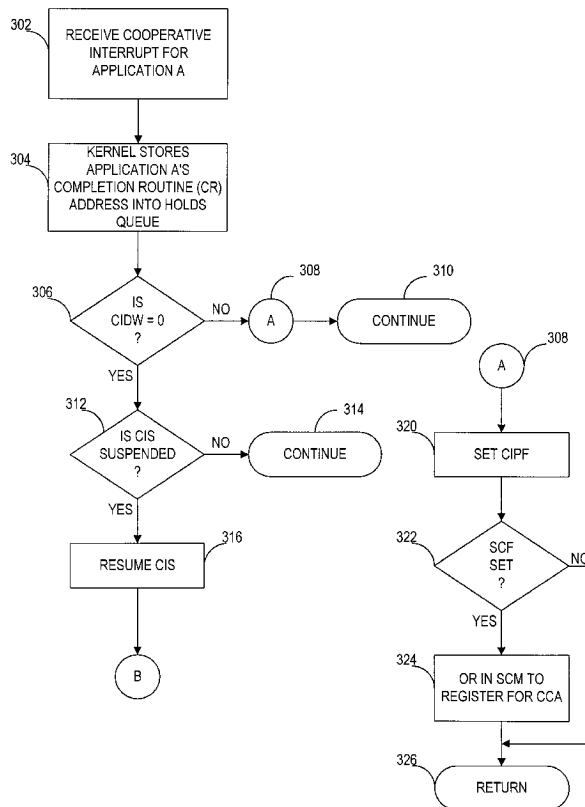 302
RECEIVE COOPERATIVE
INTERRUPT FOR
APPLICATION A
304
KERNEL STORES
APPLICATION A'S
COMPLETION ROUTINE (CR)
ADDRESS INTO HOLDS
QUEUE
306
IS
CIDW = 0
?
NO
308
A
310
CONTINUE
YES
312
IS CIS
SUSPENDED
?
NO
314
CONTINUE
YES
RESUME CIS
316
B
308
A
320
SET CIPF
322
SCF
SET
?
NO
YES
324
OR IN SCM TO
REGISTER FOR CCA
326
RETURN